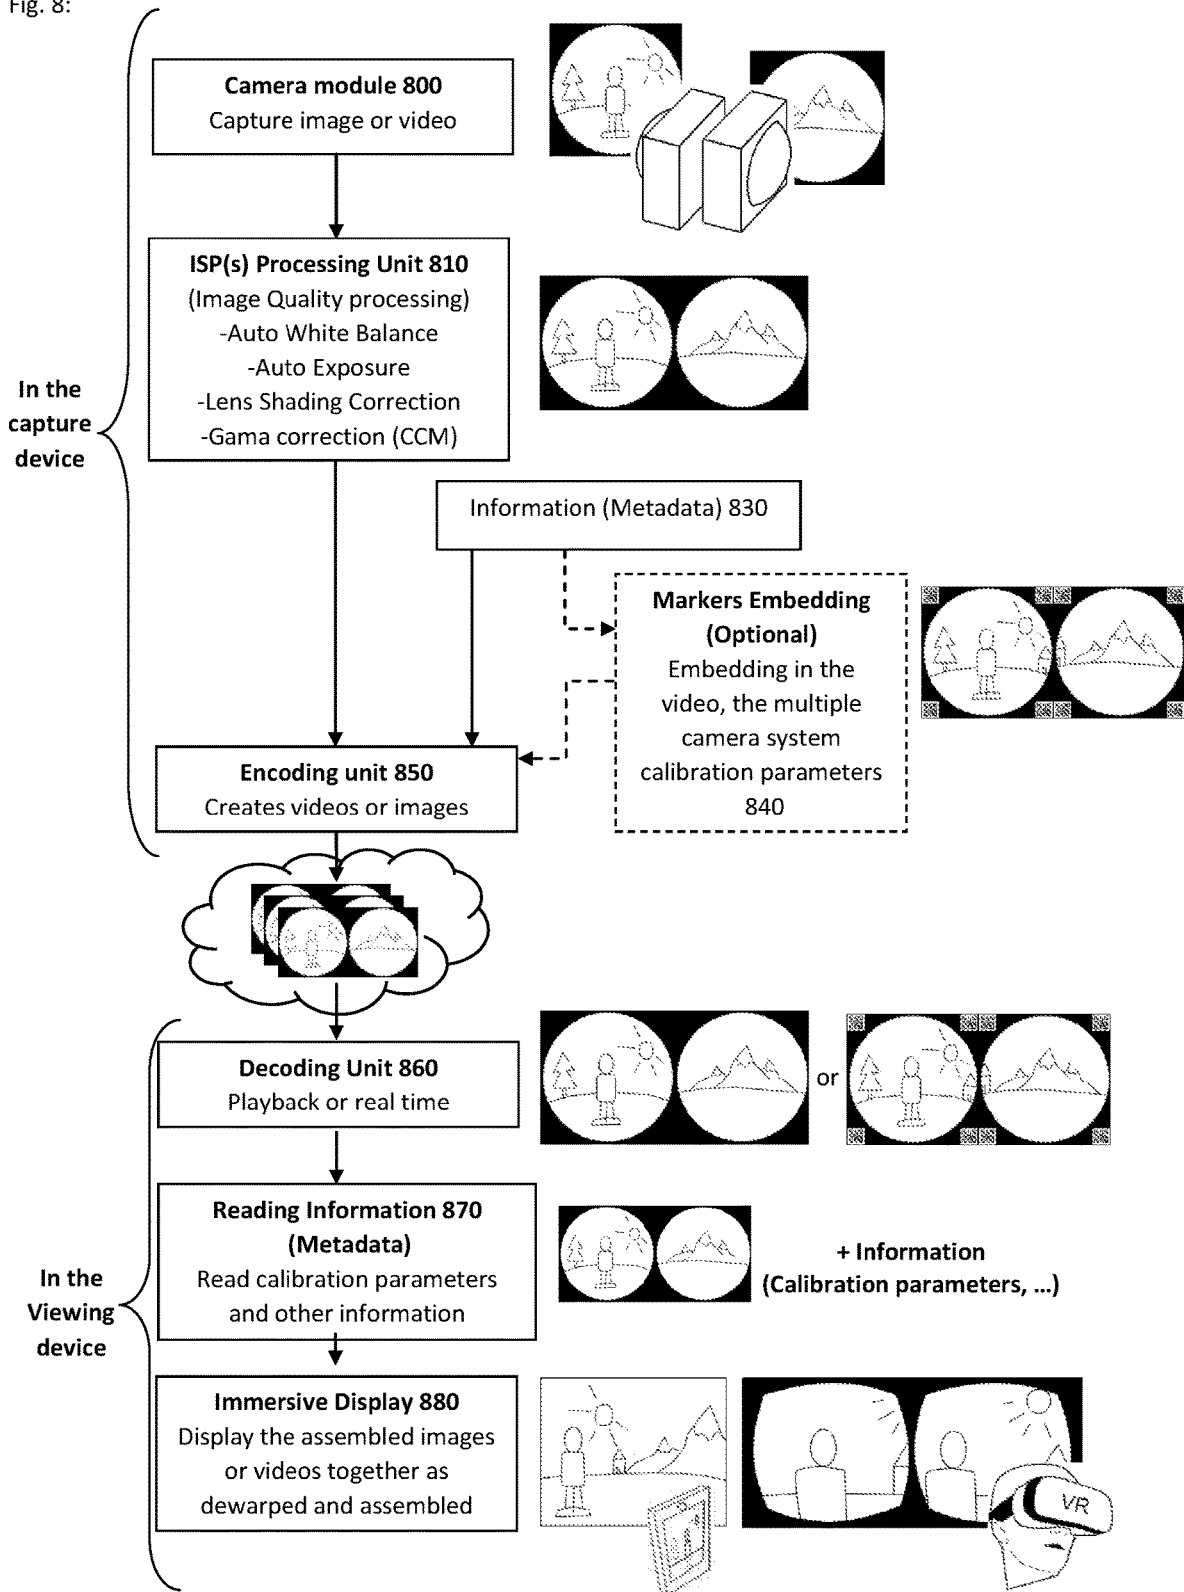 Fig. 8:
Camera module 800
Capture image or video
ISP(s) Processing Unit 810
(Image Quality processing)
-Auto White Balance
-Auto Exposure
-Lens Shading Correction
-Gama correction (CCM)
In the
capture
device
Information (Metadata) 830
Markers Embedding
(Optional)
Embedding in the
video, the multiple
camera system
calibration parameters
840
Encoding unit 850
Creates videos or images
Decoding Unit 860
Playback or real time
or
Reading Information 870
(Metadata)
Read calibration parameters
and other information
+ Information
(Calibration parameters, ...)
In the
Viewing
device
Immersive Display 880
Display the assembled images
or videos together as
dewarped and assembled
VR